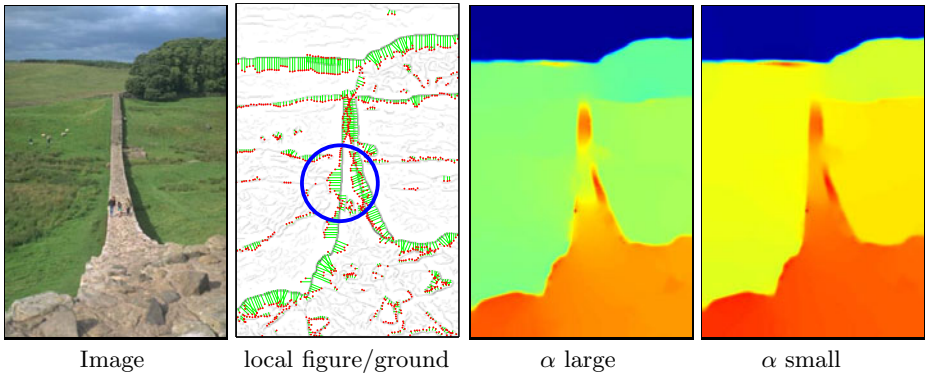 Image
local figure/ground
α large
α small